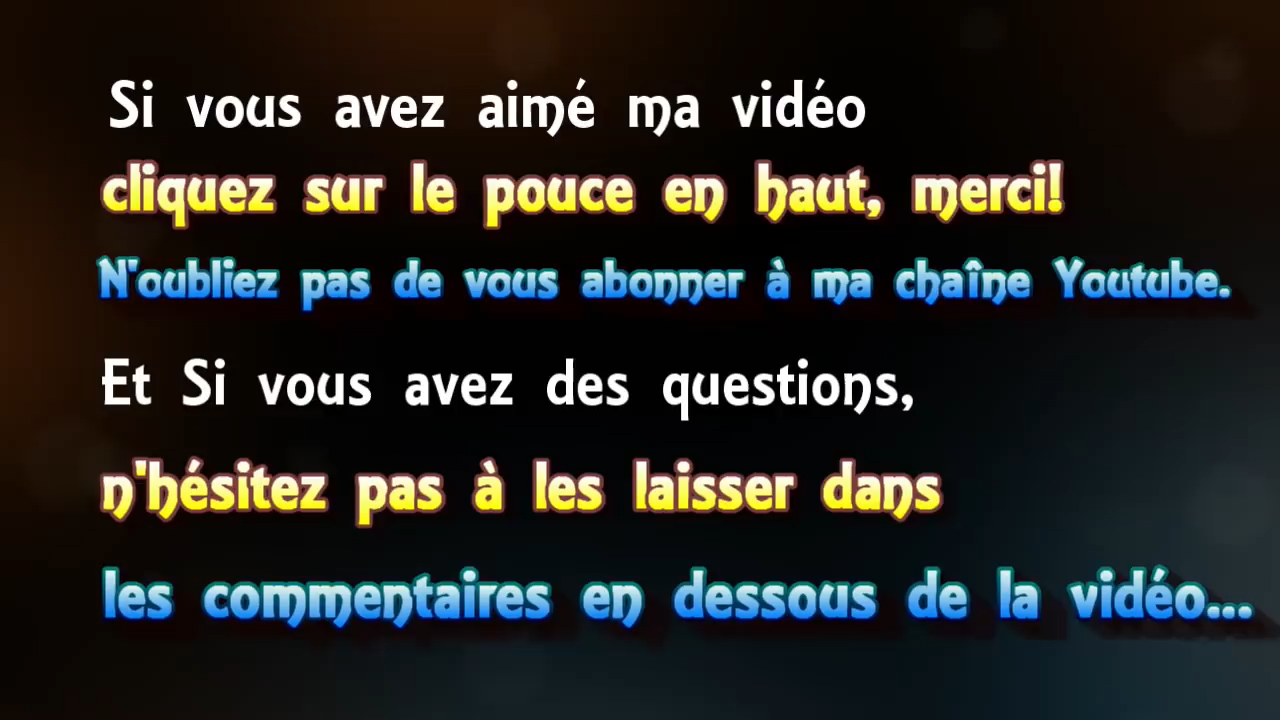 Si vous avez aimé ma vidéo
cliquez sur le pouce en haut, merci!
N'oubliez pas de vous abonner à ma chaîne Youtube.
Et Si vous avez des questions,
n'hésitez pas à les laisser dans
les commentaires en dessous de la vidéo...